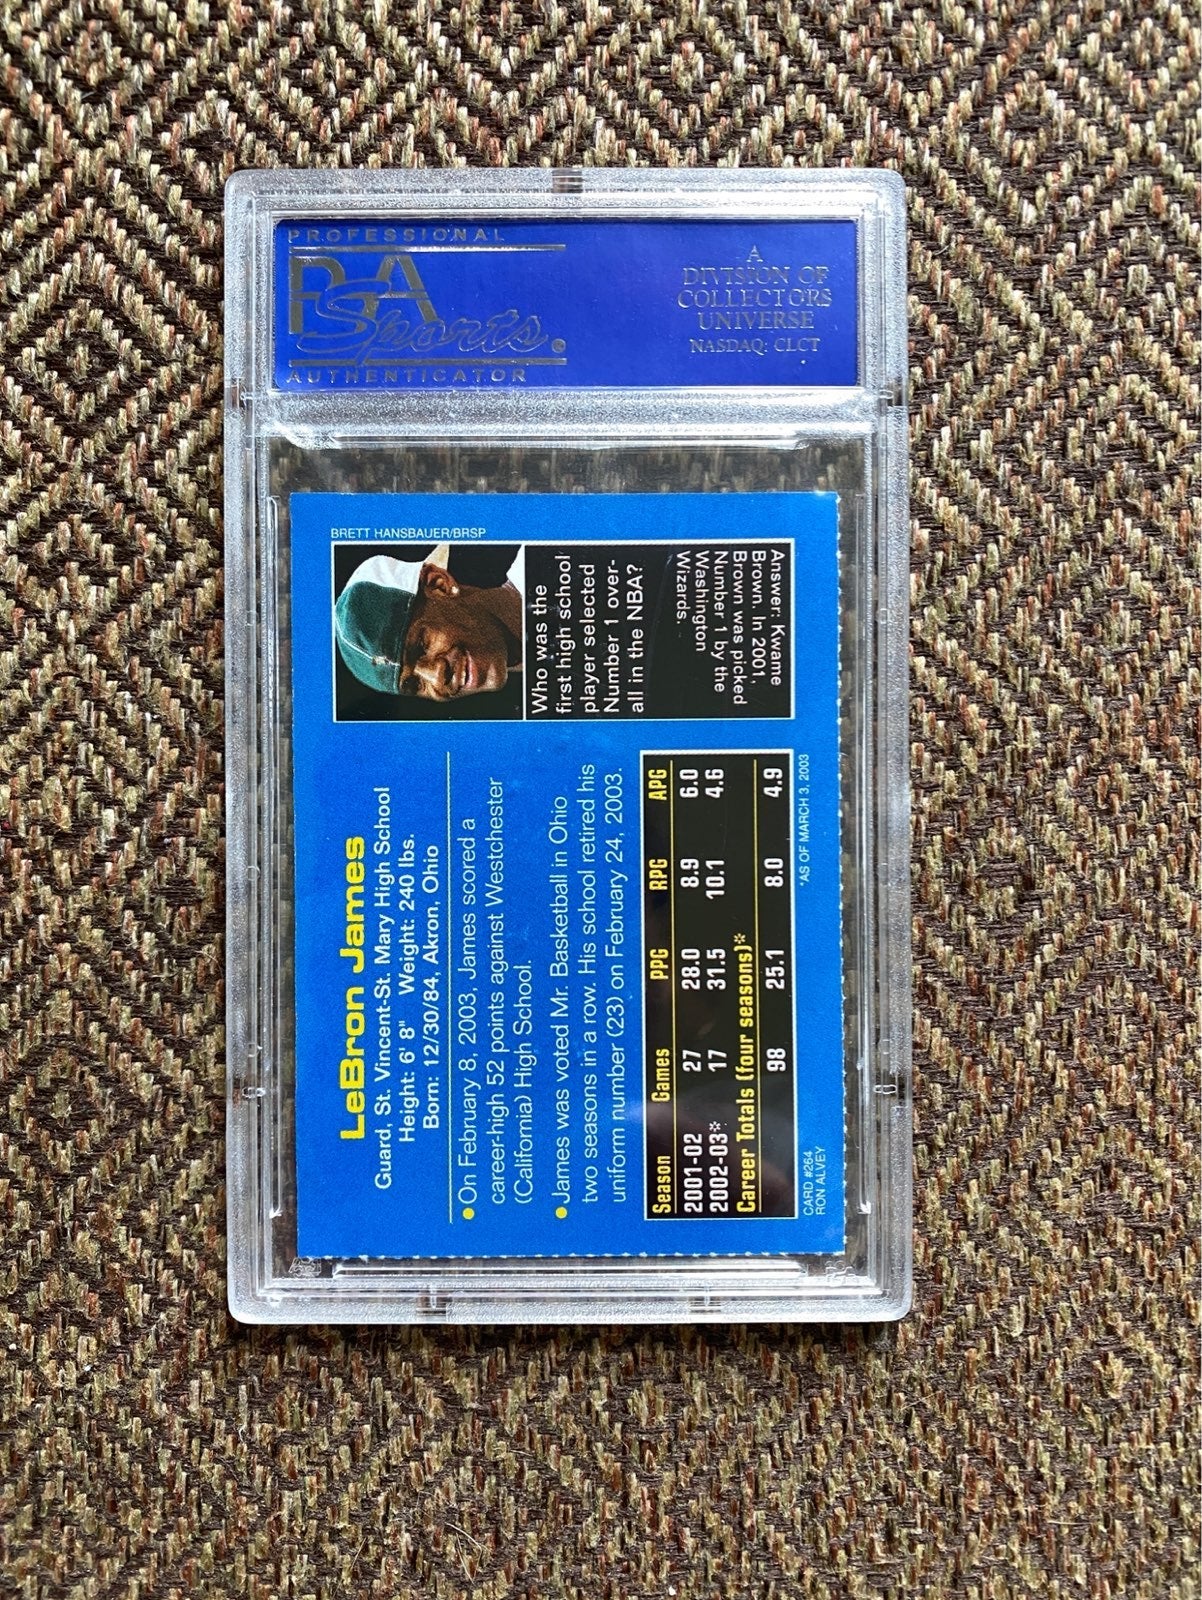 PROFESSIONAL
PSA
Sports.
AUTHENTICATOR
A
DIVISION OF
COLLECTORS
UNIVERSE
NASDAQ: CLCT
BRETT HANSBAUER/BRSP
Who was the
first high school
player selected
Number 1 over-
all in the NBA?
Answer: Kwame
Brown. In 2001,
Brown was picked
Number 1 by the
Washington
Wizards.
LeBron James
Guard, St. Vincent-St. Mary High School
Height: 6' 8" Weight: 240 lbs.
Born: 12/30/84, Akron, Ohio
●On February 8, 2003, James scored a
career-high 52 points against Westchester
(California) High School.
●James was voted Mr. Basketball in Ohio
two seasons in a row. His school retired his
uniform number (23) on February 24, 2003.
Season Games PPG RPG APG
2001-02 27 28.0 8.9 6.0
2002-03* 17 31.5 10.1 4.6
Career Totals (four seasons)*
98 25.1 8.0 4.9
CARD #264 *AS OF MARCH 3, 2003
RON ALVEY